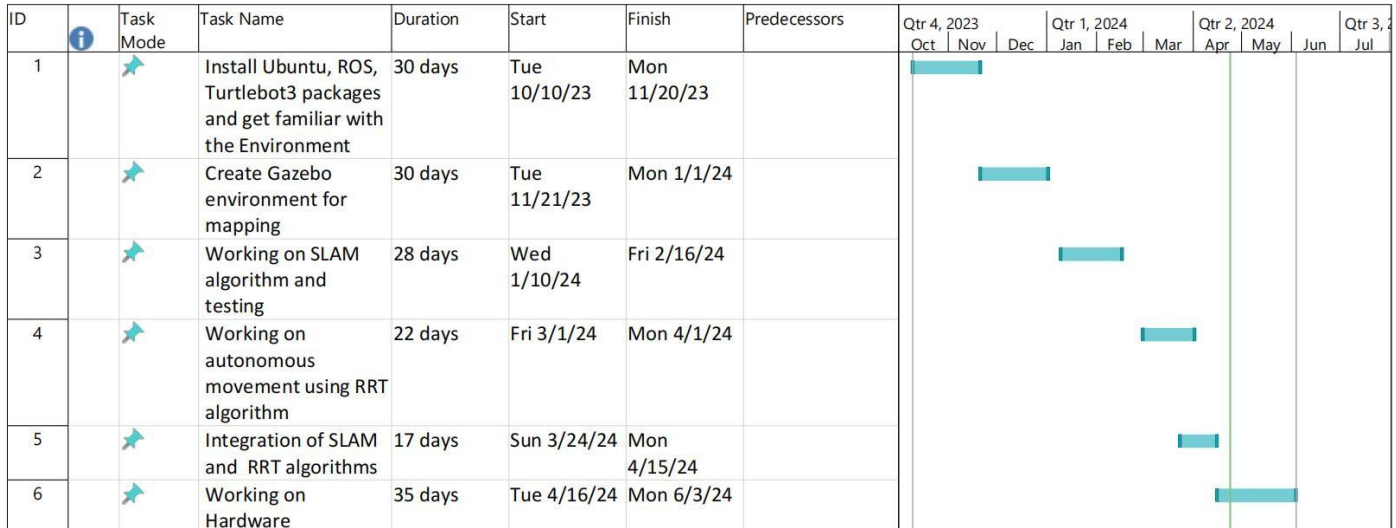 ID Task Mode Task Name Duration Start Finish Predecessors
Qtr 4, 2023 Qtr 1, 2024 Qtr 2, 2024 Qtr 3,
Oct Nov Dec Jan Feb Mar Apr May Jun Jul
1 Install Ubuntu, ROS, 30 days Tue Mon
Turtlebot3 packages 10/10/23 11/20/23
and get familiar with
the Environment
2 Create Gazebo 30 days Tue Mon 1/1/24
environment for 11/21/23
mapping
3 Working on SLAM 28 days Wed Fri 2/16/24
algorithm and 1/10/24
testing
4 Working on 22 days Fri 3/1/24 Mon 4/1/24
autonomous
movement using RRT
algorithm
5 Integration of SLAM 17 days Sun 3/24/24 Mon
and RRT algorithms 4/15/24
6 Working on 35 days Tue 4/16/24 Mon 6/3/24
Hardware